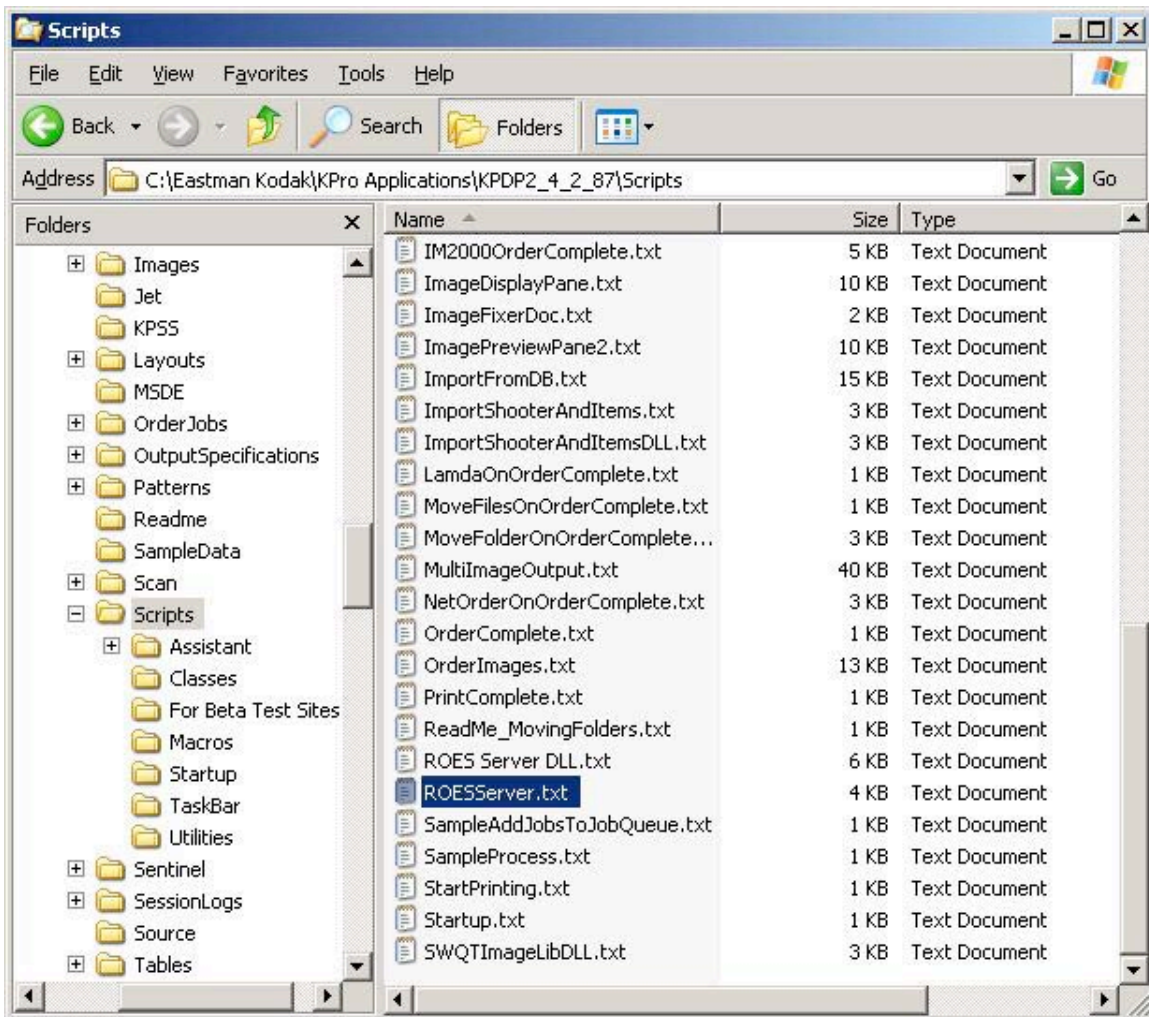 Scripts
File Edit View Favorites Tools Help
Back Search Folders
Address C:\Eastman Kodak\KPro Applications\KPDP2_4_2_87\Scripts Go
Folders
Images
Jet
KPSS
Layouts
MSDE
OrderJobs
OutputSpecifications
Patterns
Readme
SampleData
Scan
Scripts
Assistant
Classes
For Beta Test Sites
Macros
Startup
TaskBar
Utilities
Sentinel
SessionLogs
Source
Tables
Name Size Type
IM2000OrderComplete.txt 5 KB Text Document
ImageDisplayPane.txt 10 KB Text Document
ImageFixerDoc.txt 2 KB Text Document
ImagePreviewPane2.txt 10 KB Text Document
ImportFromDB.txt 15 KB Text Document
ImportShooterAndItems.txt 3 KB Text Document
ImportShooterAndItemsDLL.txt 3 KB Text Document
LamdaOnOrderComplete.txt 1 KB Text Document
MoveFilesOnOrderComplete.txt 1 KB Text Document
MoveFolderOnOrderComplete... 3 KB Text Document
MultiImageOutput.txt 40 KB Text Document
NetOrderOnOrderComplete.txt 3 KB Text Document
OrderComplete.txt 1 KB Text Document
OrderImages.txt 13 KB Text Document
PrintComplete.txt 1 KB Text Document
ReadMe_MovingFolders.txt 1 KB Text Document
ROES Server DLL.txt 6 KB Text Document
ROESServer.txt 4 KB Text Document
SampleAddJobsToJobQueue.txt 1 KB Text Document
SampleProcess.txt 1 KB Text Document
StartPrinting.txt 1 KB Text Document
Startup.txt 1 KB Text Document
SWQTImageLibDLL.txt 3 KB Text Document